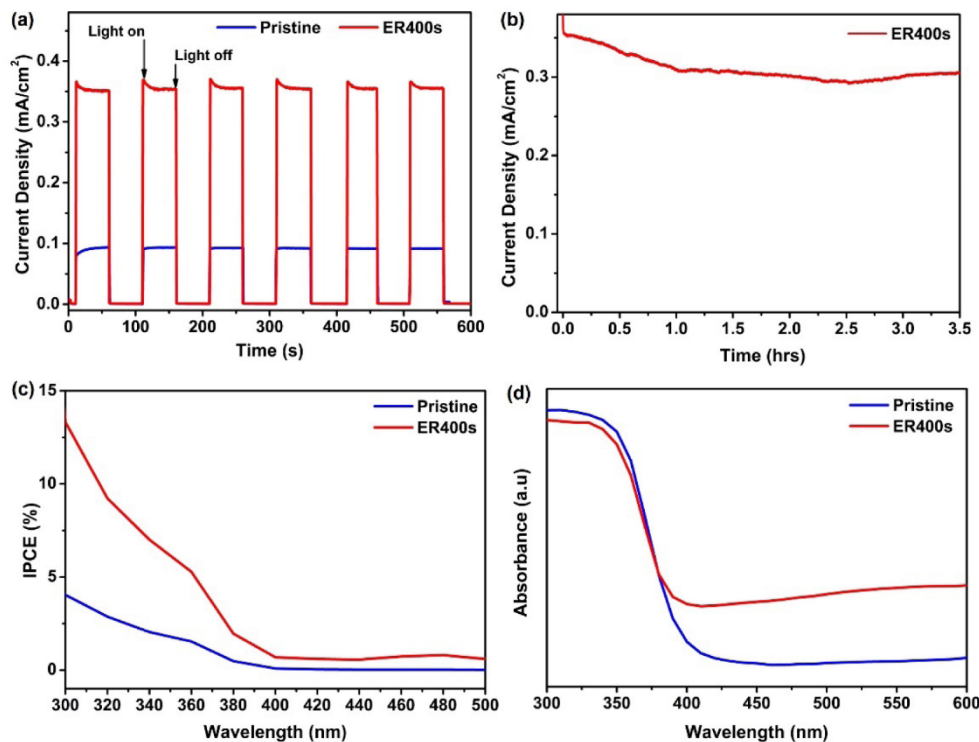 (a)
Pristine
ER400s
Light on
Light off
0.4
0.3
0.2
0.1
0.0
Current Density (mA/cm²)
0
100
200
300
400
500
600
Time (s)
(b)
ER400s
0.3
0.2
0.1
0.0
Current Density (mA/cm²)
0.0
0.5
1.0
1.5
2.0
2.5
3.0
3.5
Time (hrs)
(c)
Pristine
ER400s
15
10
5
0
IPCE (%)
300
320
340
360
380
400
420
440
460
480
500
Wavelength (nm)
(d)
Pristine
ER400s
Absorbance (a.u)
300
350
400
450
500
550
600
Wavelength (nm)